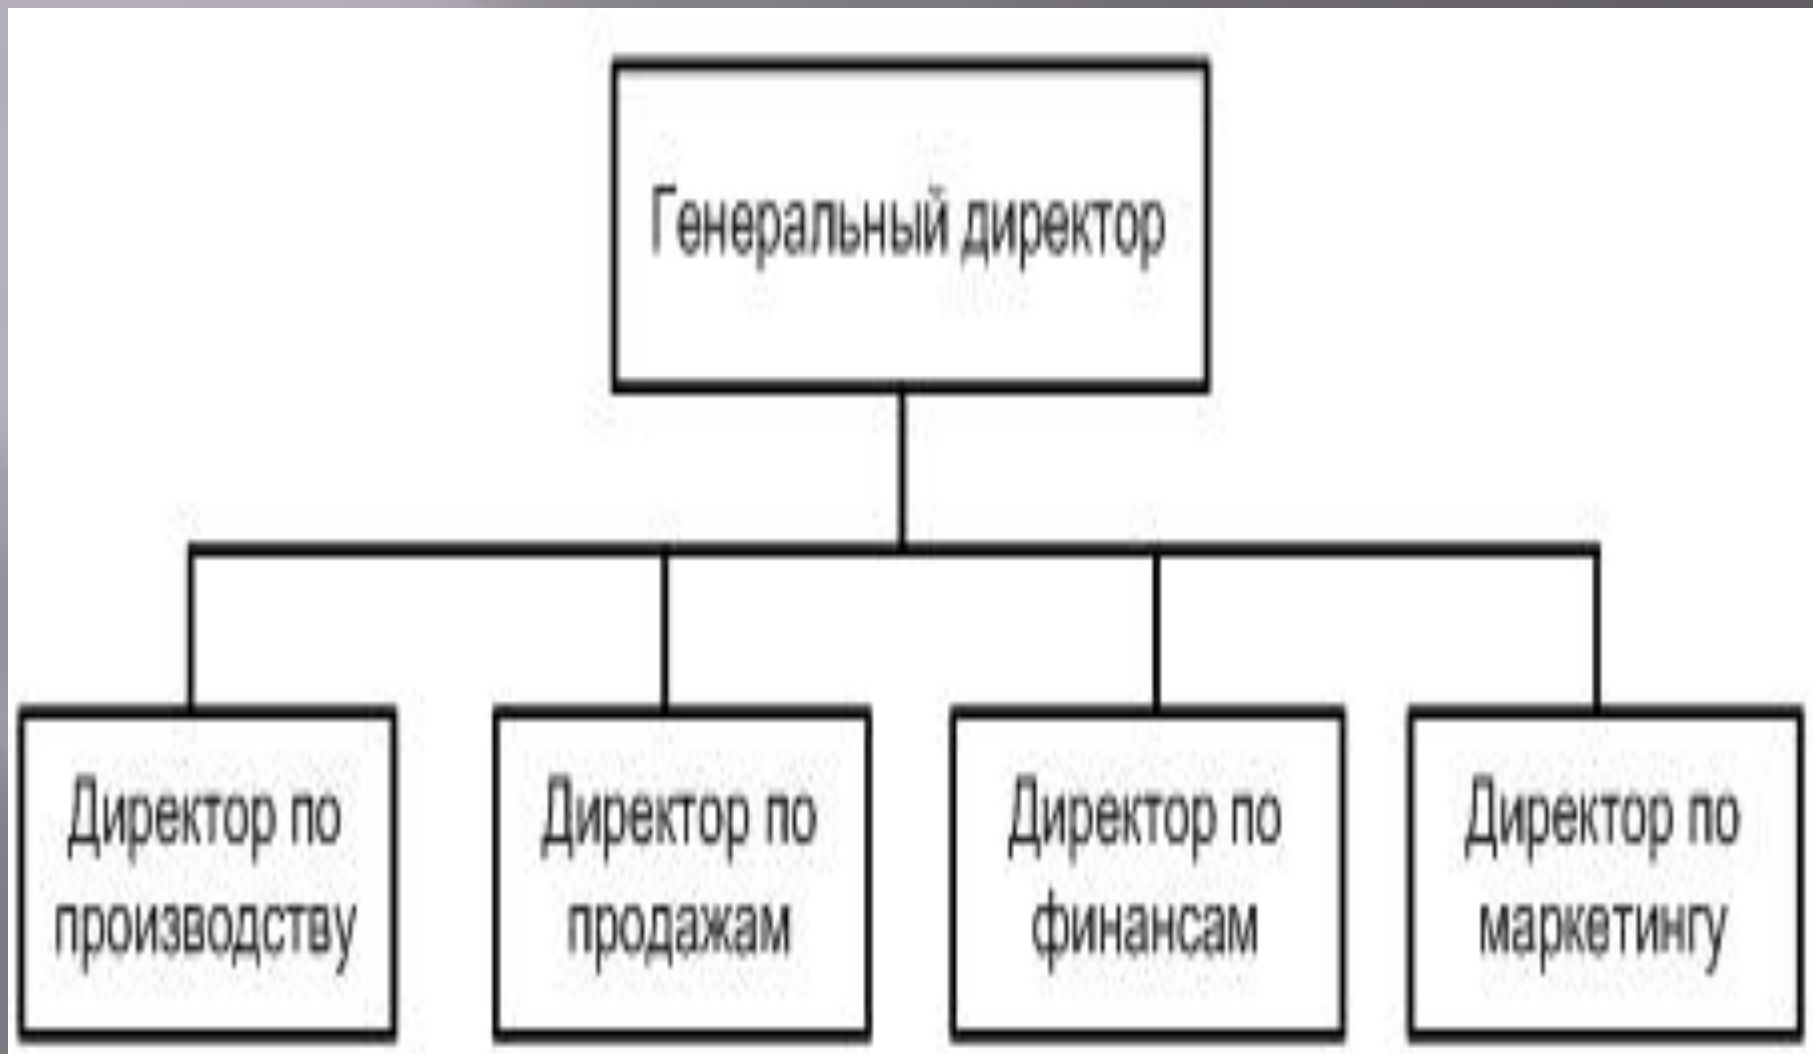 Генеральный директор
Директор по
производству
Директор по
продажам
Директор по
финансам
Директор по
маркетингу